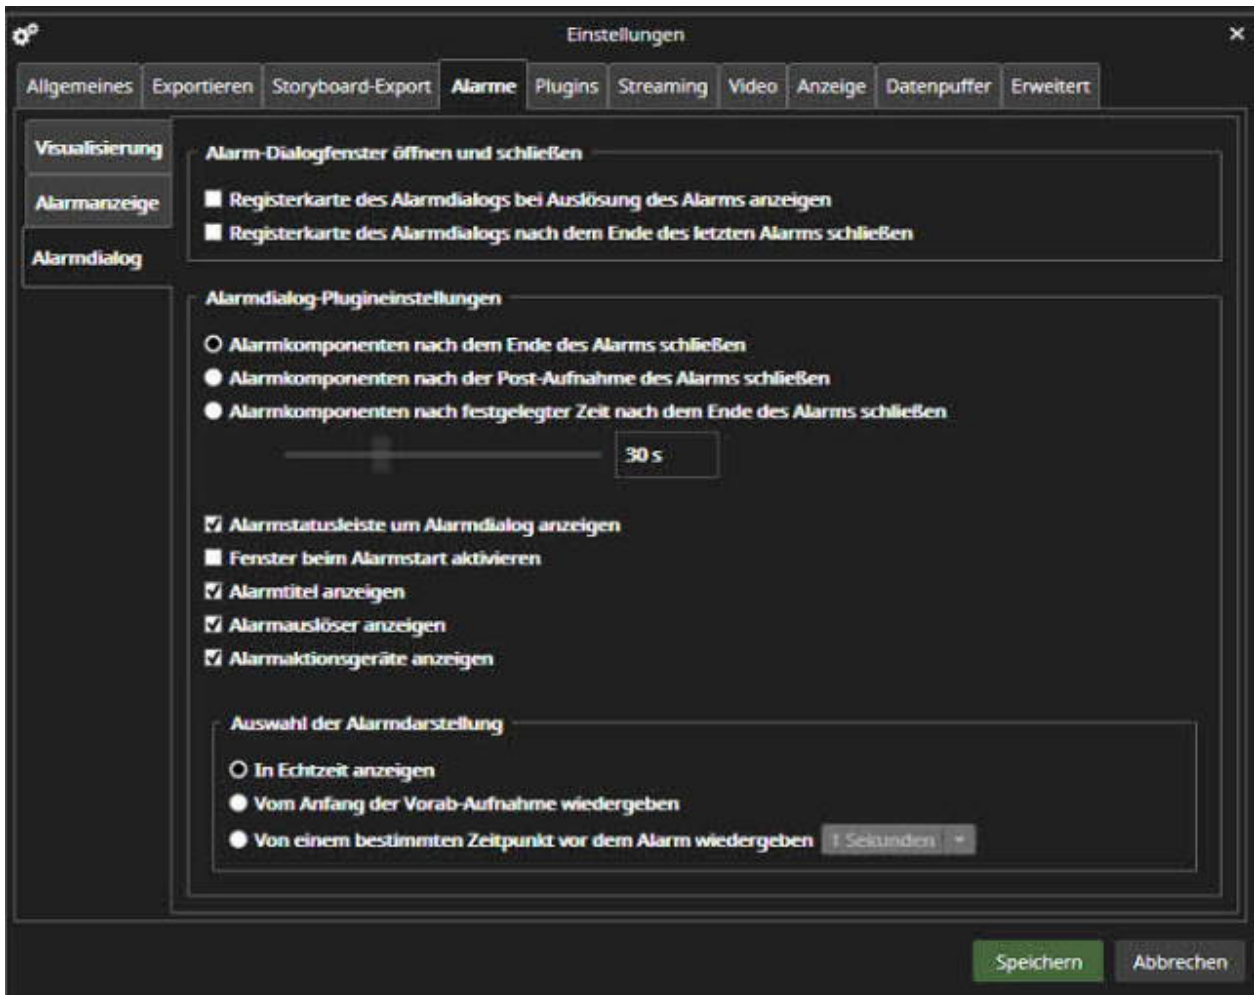 Einstellungen
Allgemeines Exportieren Storyboard-Export Alarme Plugins Streaming Video Anzeige Datenpuffer Erweitert
Visualisierung
Alarmanzeige
Alarmdialog
Alarm-Dialogfenster öffnen und schließen
Registerkarte des Alarmdialogs bei Auslösung des Alarms anzeigen
Registerkarte des Alarmdialogs nach dem Ende des letzten Alarms schließen
Alarmdialog-Plugineinstellungen
Alarmkomponenten nach dem Ende des Alarms schließen
Alarmkomponenten nach der Post-Aufnahme des Alarms schließen
Alarmkomponenten nach festgelegter Zeit nach dem Ende des Alarms schließen
30 s
Alarmstatusleiste um Alarmdialog anzeigen
Fenster beim Alarmstart aktivieren
Alarmtitel anzeigen
Alarmauslöser anzeigen
Alarmaktionsgeräte anzeigen
Auswahl der Alarmdarstellung
In Echtzeit anzeigen
Vom Anfang der Vorab-Aufnahme wiedergeben
Von einem bestimmten Zeitpunkt vor dem Alarm wiedergeben 1 Sekunden
Speichern Abbrechen